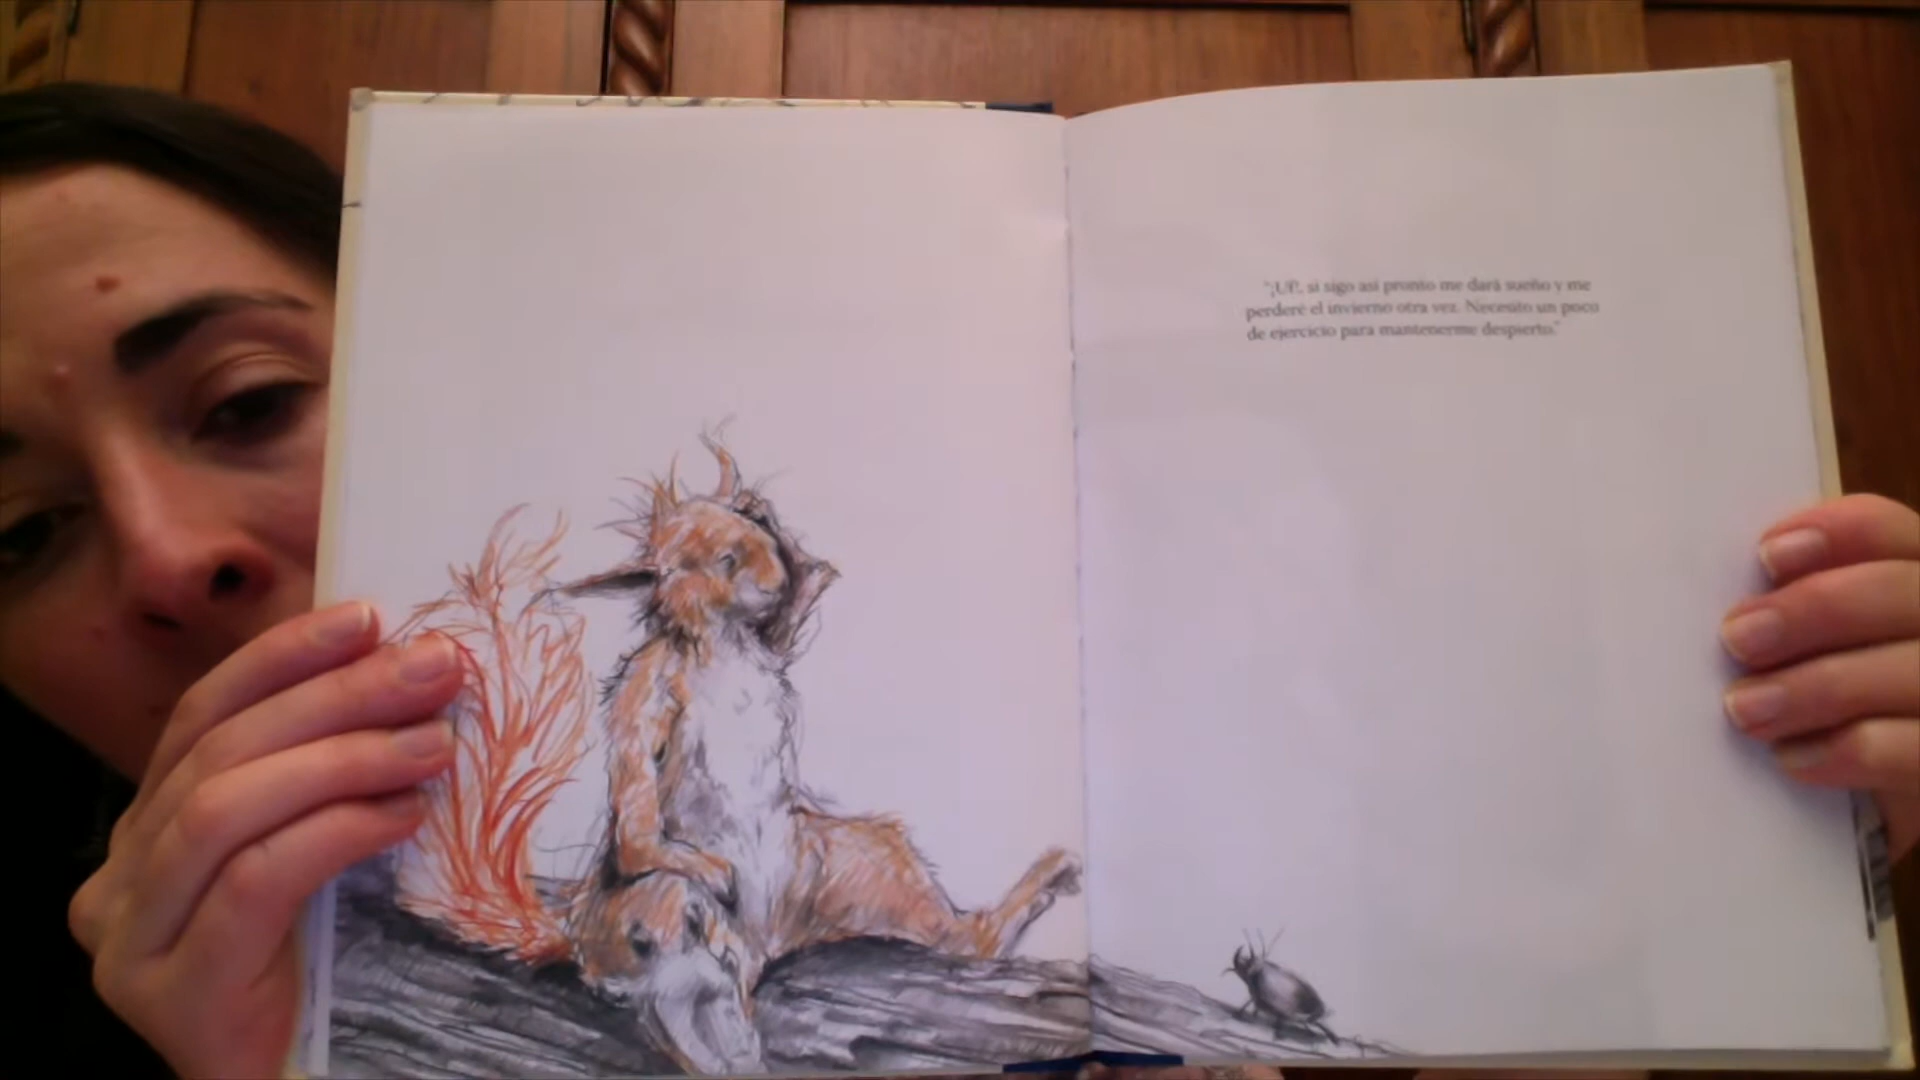 "¡Uf!, si sigo así pronto me dará sueño y me
perderé el invierno otra vez. Necesito un poco
de ejercicio para mantenerme despierto."